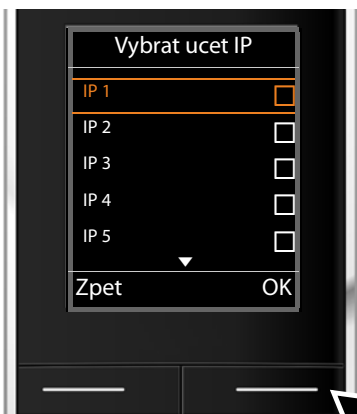 Vybrat ucet IP
IP 1
IP 2
IP 3
IP 4
IP 5
Zpet OK